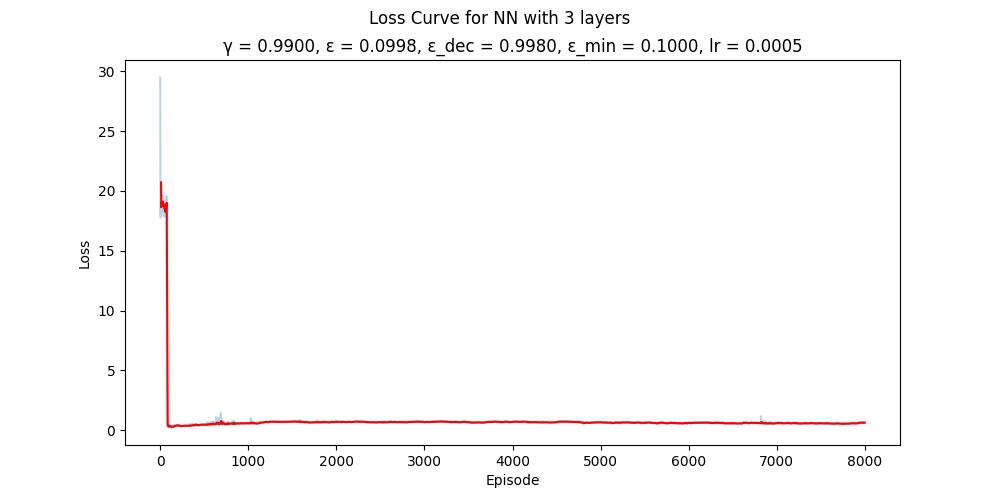 Loss Curve for NN with 3 layers
γ = 0.9900, ε = 0.0998, ε_dec = 0.9980, ε_min = 0.1000, lr = 0.0005
30
25
20
15
10
5
0
Loss
0 1000 2000 3000 4000 5000 6000 7000 8000
Episode